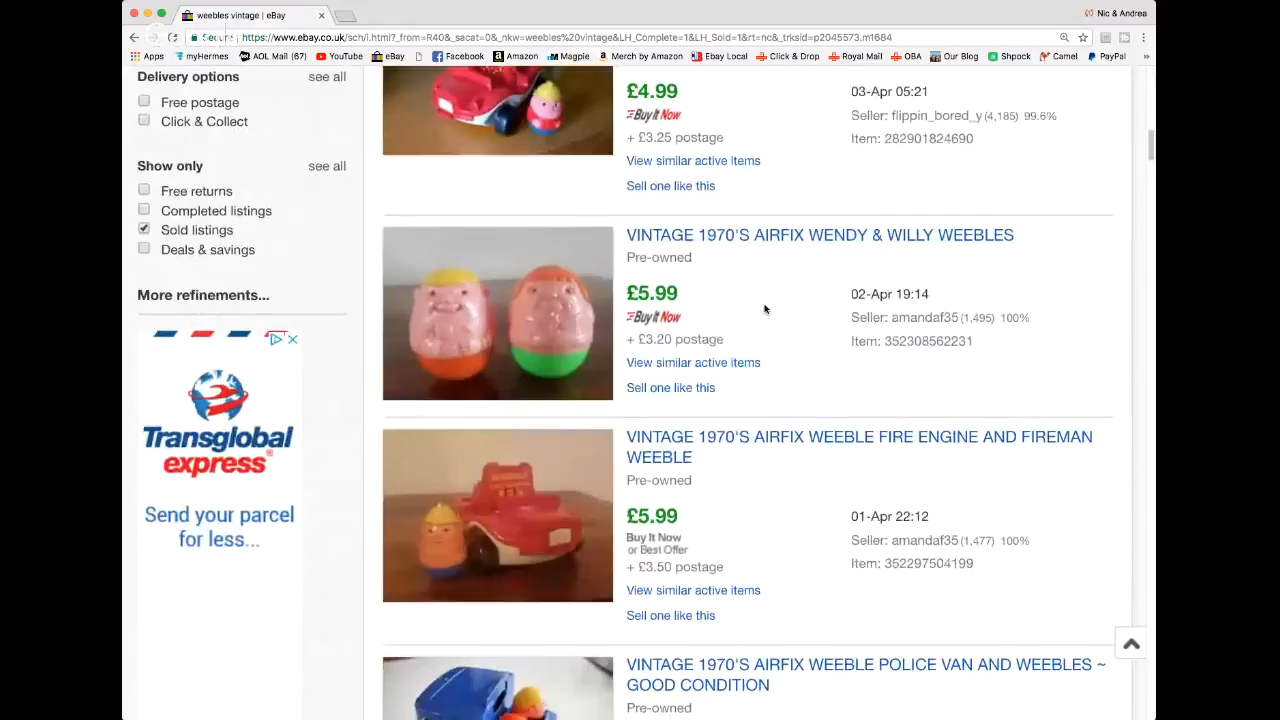 weebles vintage | eBay
Nic & Andrea
Secure
https://www.ebay.co.uk/sch/i.html?_from=R40&_sacat=0&_nkw=weebles%20vintage&LH_Complete=1&LH_Sold=1&rt=nc&_trksid=p2045573.m1684
Apps myHermes AOL Mail (67) YouTube eBay Facebook Amazon Magpie Merch by Amazon Ebay Local Click & Drop Royal Mail OBA Our Blog Shpock Camel PayPal »
Delivery options see all
Free postage
Click & Collect
Show only see all
Free returns
Completed listings
Sold listings
Deals & savings
More refinements...
Transglobal
express
Send your parcel
for less...
£4.99
Buy It Now
+ £3.25 postage
View similar active items
Sell one like this
03-Apr 05:21
Seller: flippin_bored_y (4,185) 99.6%
Item: 282901824690
VINTAGE 1970'S AIRFIX WENDY & WILLY WEEBLES
Pre-owned
£5.99
Buy It Now
+ £3.20 postage
View similar active items
Sell one like this
02-Apr 19:14
Seller: amandaf35 (1,495) 100%
Item: 352308562231
VINTAGE 1970'S AIRFIX WEEBLE FIRE ENGINE AND FIREMAN
WEEBLE
Pre-owned
£5.99
Buy It Now
or Best Offer
+ £3.50 postage
View similar active items
Sell one like this
01-Apr 22:12
Seller: amandaf35 (1,477) 100%
Item: 352297504199
VINTAGE 1970'S AIRFIX WEEBLE POLICE VAN AND WEEBLES ~
GOOD CONDITION
Pre-owned